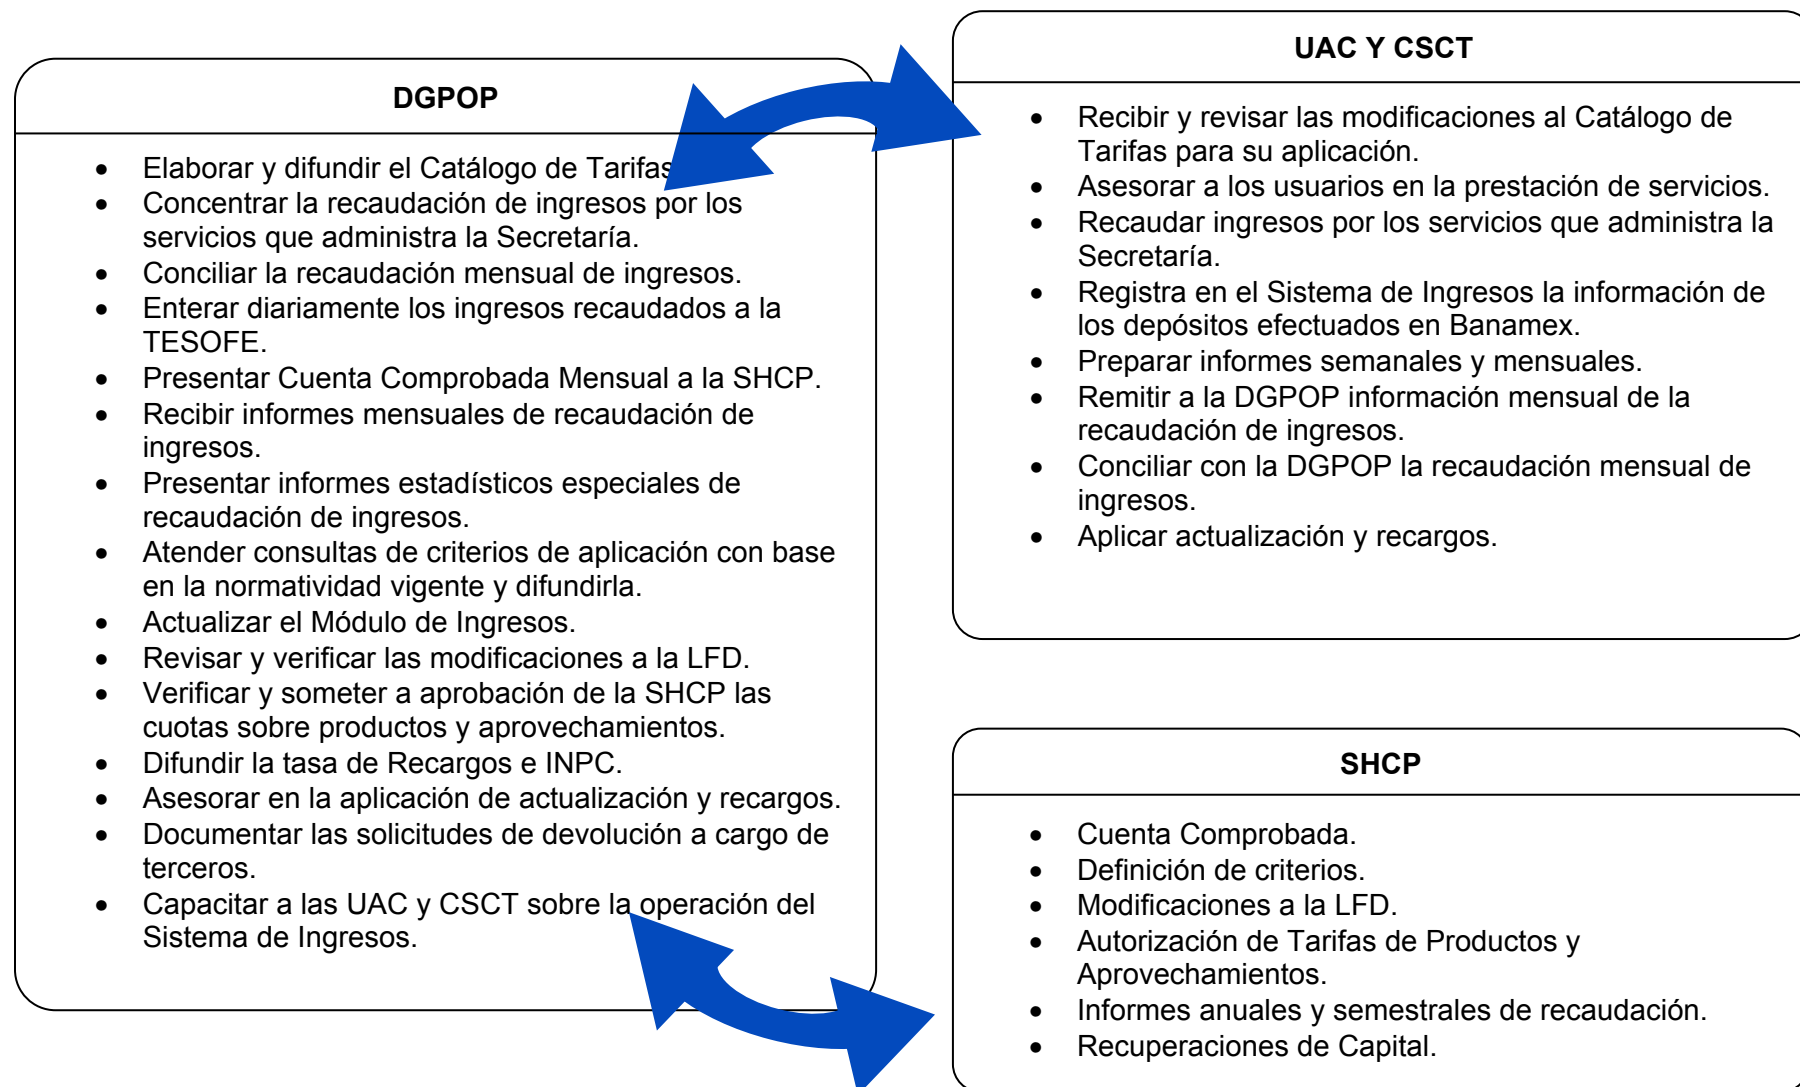 DGPOP
Elaborar y difundir el Catálogo de Tarifas
Concentrar la recaudación de ingresos por los
servicios que administra la Secretaría.
Conciliar la recaudación mensual de ingresos.
Enterar diariamente los ingresos recaudados a la
TESOFE.
Presentar Cuenta Comprobada Mensual a la SHCP.
Recibir informes mensuales de recaudación de
ingresos.
Presentar informes estadísticos especiales de
recaudación de ingresos.
Atender consultas de criterios de aplicación con base
en la normatividad vigente y difundirla.
Actualizar el Módulo de Ingresos.
Revisar y verificar las modificaciones a la LFD.
Verificar y someter a aprobación de la SHCP las
cuotas sobre productos y aprovechamientos.
Difundir la tasa de Recargos e INPC.
Asesorar en la aplicación de actualización y recargos.
Documentar las solicitudes de devolución a cargo de
terceros.
Capacitar a las UAC y CSCT sobre la operación del
Sistema de Ingresos.
UAC Y CSCT
Recibir y revisar las modificaciones al Catálogo de
Tarifas para su aplicación.
Asesorar a los usuarios en la prestación de servicios.
Recaudar ingresos por los servicios que administra la
Secretaría.
Registra en el Sistema de Ingresos la información de
los depósitos efectuados en Banamex.
Preparar informes semanales y mensuales.
Remitir a la DGPOP información mensual de la
recaudación de ingresos.
Conciliar con la DGPOP la recaudación mensual de
ingresos.
Aplicar actualización y recargos.
SHCP
Cuenta Comprobada.
Definición de criterios.
Modificaciones a la LFD.
Autorización de Tarifas de Productos y
Aprovechamientos.
Informes anuales y semestrales de recaudación.
Recuperaciones de Capital.